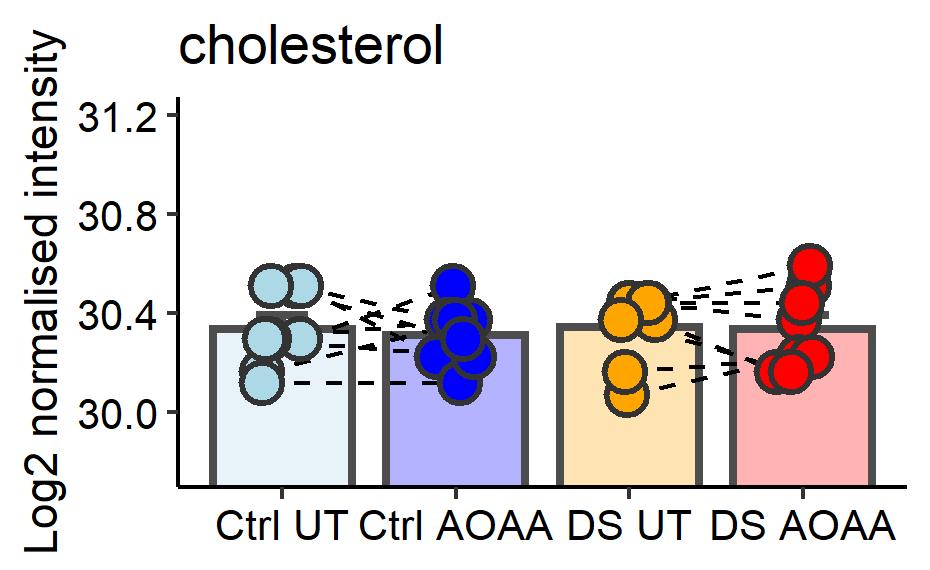 cholesterol
Log2 normalised intensity
31.2
30.8
30.4
30.0
Ctrl UT Ctrl AOAA DS UT DS AOAA